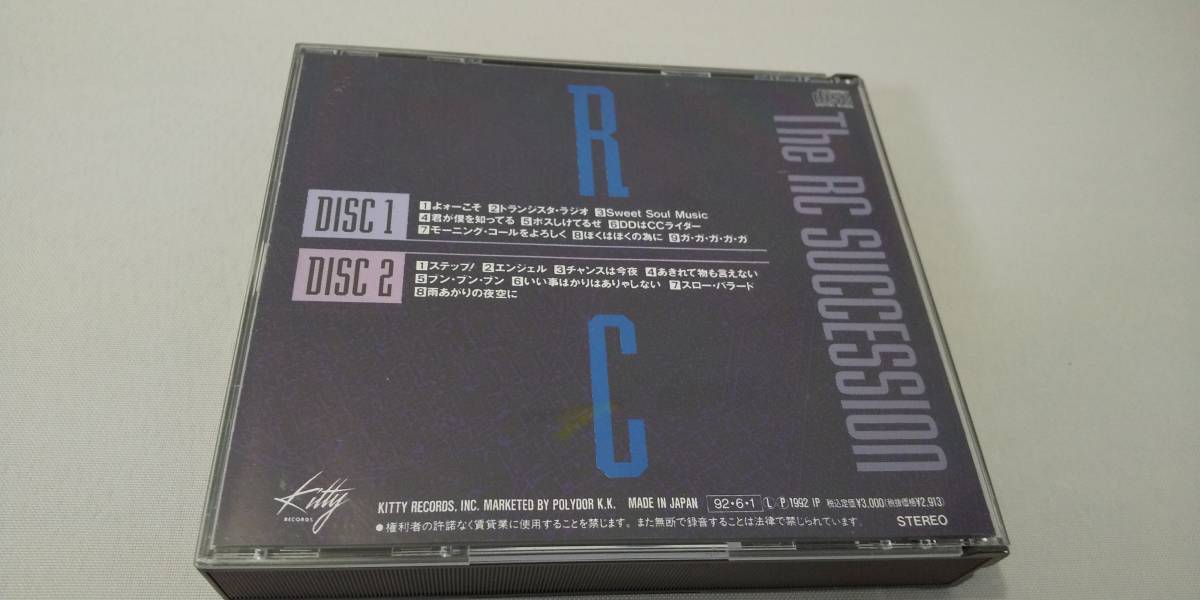 R
The RC SUCCESSION
DISC 1
1 よォーこそ 2 トランジスタ・ラジオ 3 Sweet Soul Music
4 君が僕を知ってる 5 ボスしけてるぜ 6 DDはCCライダー
7 モーニング・コールをよろしく 8 ぼくはぼくの為に 9 ガ・ガ・ガ・ガ・ガ
DISC 2
1 ステップ! 2 エンジェル 3 チャンスは今夜 4 あきれて物も言えない
5 ブン・ブン・ブン 6 いい事ばかりはありゃしない 7 スロー・バラード
8 雨あがりの夜空に
C
Kitty
RECORDS
KITTY RECORDS, INC. MARKETED BY POLYDOR K.K. MADE IN JAPAN 92・6・1 L P 1992 IP 税込定価¥3,000(税抜価格¥2,913)
●権利者の許諾なく賃貸業に使用することを禁じます。また無断で録音することは法律で禁じられています。 STEREO